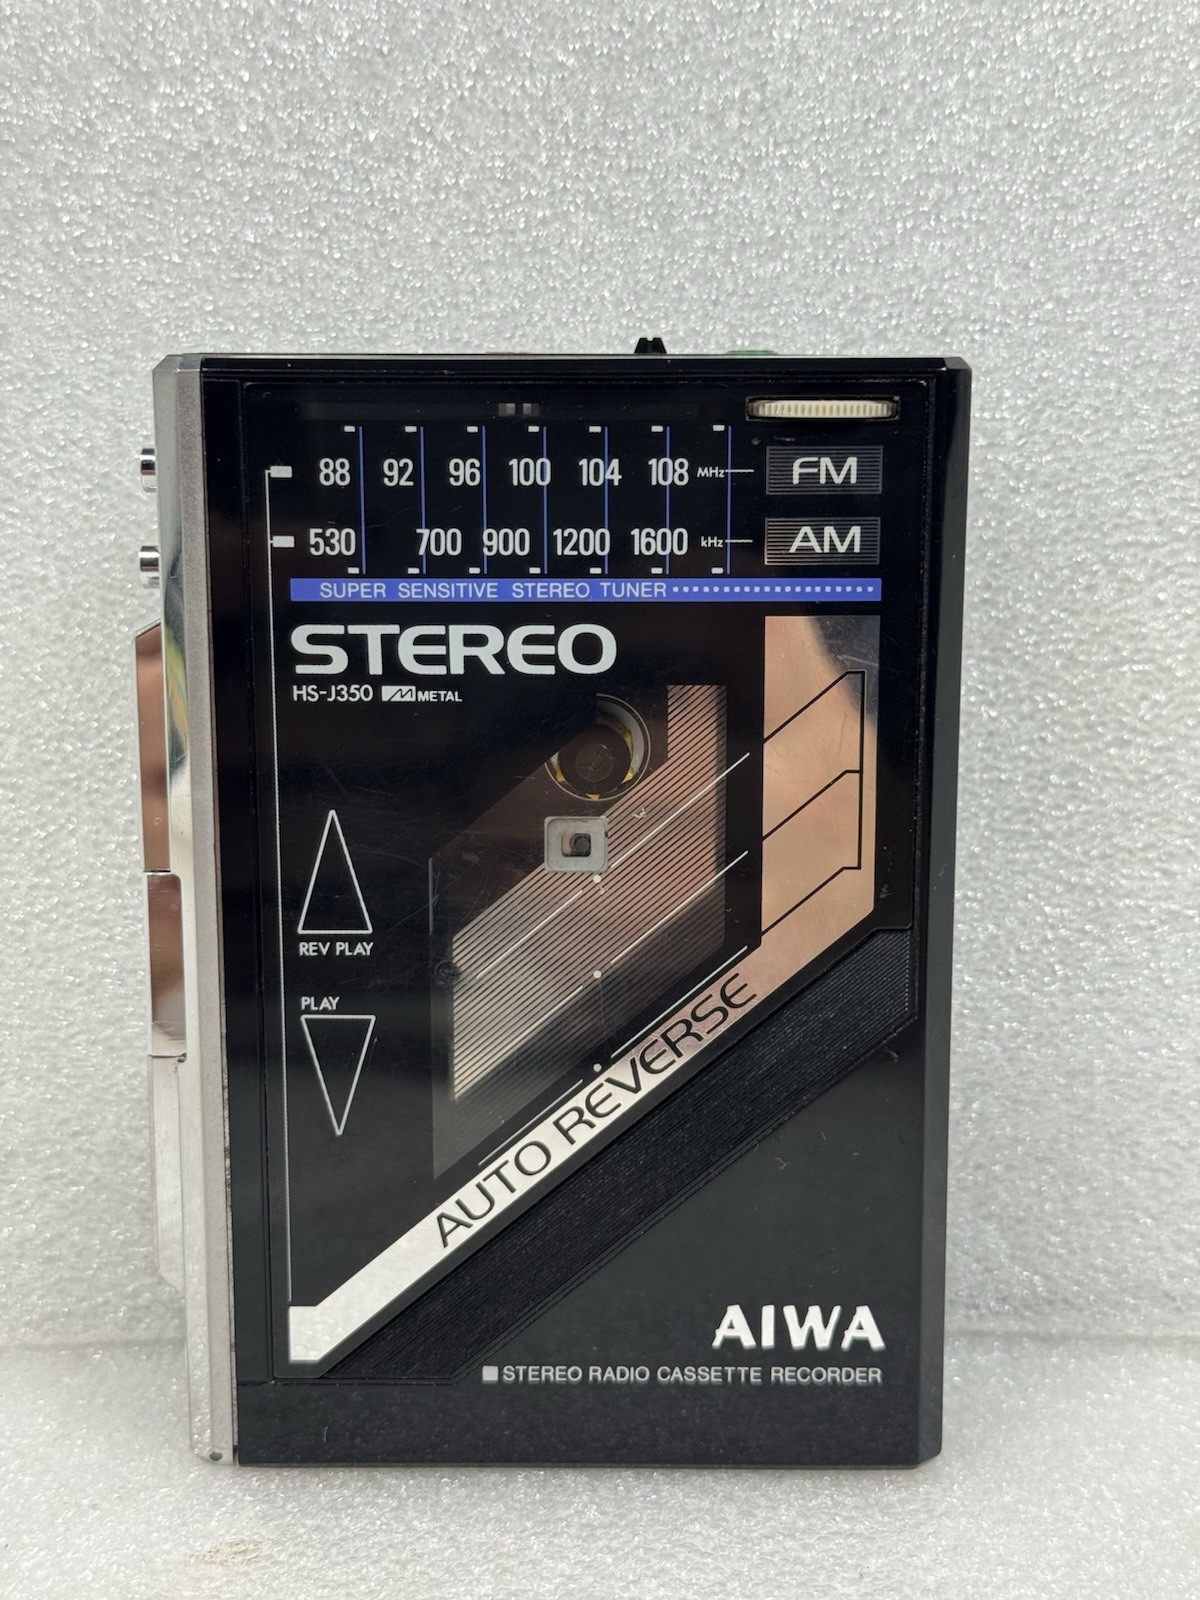 88 92 96 100 104 108 MHz FM
530 700 900 1200 1600 kHz AM
SUPER SENSITIVE STEREO TUNER
STEREO
HS-J350 METAL
REV PLAY
PLAY
AUTO REVERSE
AIWA
STEREO RADIO CASSETTE RECORDER